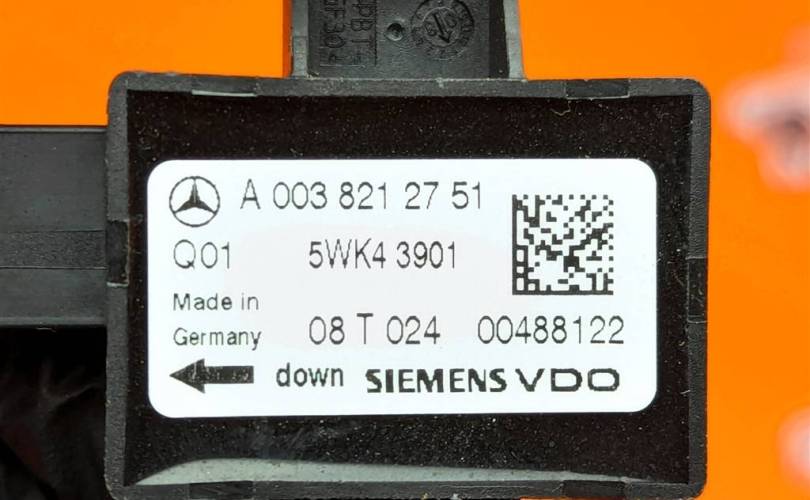 A 003 821 27 51
Q01 5WK4 3901
Made in
Germany 08 T 024 00488122
down SIEMENS VDO